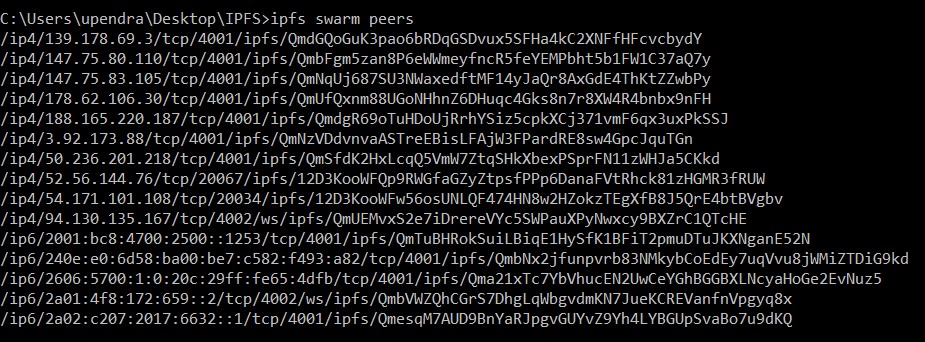 C:\Users\upendra\Desktop\IPFS>ipfs swarm peers
/ip4/139.178.69.3/tcp/4001/ipfs/QmdGQoGuK3pao6bRDqGSDvux5SFHa4kC2XNFfHFcvcbydY
/ip4/147.75.80.110/tcp/4001/ipfs/QmbFgm5zan8P6eWWmeyfncR5feYEMPbht5b1FW1C37aQ7y
/ip4/147.75.83.105/tcp/4001/ipfs/QmNqUj687SU3NWaxedftMF14yJaQr8AxGdE4ThKtZZwbPy
/ip4/178.62.106.30/tcp/4001/ipfs/QmUfQxnm88UGoNHhnZ6DHuqc4Gks8n7r8XW4R4bnbx9nFH
/ip4/188.165.220.187/tcp/4001/ipfs/QmdgR69oTuHDoUjRrhYSiz5cpkXCj371vmF6qx3uxPkSSJ
/ip4/3.92.173.88/tcp/4001/ipfs/QmNzVDdvnvaASTreEBisLFAjW3FPardRE8sw4GpcJquTGn
/ip4/50.236.201.218/tcp/4001/ipfs/QmSfdK2HxLcqQ5VmW7ZtqSHkXbexPSprFN11zWHJa5CKkd
/ip4/52.56.144.76/tcp/20067/ipfs/12D3KooWFQp9RWGfaGZyZtpsfPPp6DanaFVtRhck81zHGMR3fRUW
/ip4/54.171.101.108/tcp/20034/ipfs/12D3KooWFw56osUNLQF474HN8w2HZokzTEgXfB8J5QrE4btBVgbv
/ip4/94.130.135.167/tcp/4002/ws/ipfs/QmUEMvxS2e7iDrereVYc5SWPauXPyNwxcy9BXZrC1QTcHE
/ip6/2001:bc8:4700:2500::1253/tcp/4001/ipfs/QmTuBHRokSuiLBiqE1HySfK1BFiT2pmuDTuJKXNganE52N
/ip6/240e:e0:6d58:ba00:be7:c582:f493:a82/tcp/4001/ipfs/QmbNx2jfunpvrb83NMkybCoEdEy7uqVvu8jWMiZTDiG9kd
/ip6/2606:5700:1:0:20c:29ff:fe65:4dfb/tcp/4001/ipfs/Qma21xTc7YbVhucEN2UwCeYGhBGGBXLNcyaHoGe2EvNuz5
/ip6/2a01:4f8:172:659::2/tcp/4002/ws/ipfs/QmbVWZQhCGrS7DhgLqWbgvdmKN7JueKCREVanfnVpgyq8x
/ip6/2a02:c207:2017:6632::1/tcp/4001/ipfs/QmesqM7AUD9BnYaRJpgvGUYvZ9Yh4LYBGUpSvaBo7u9dKQ